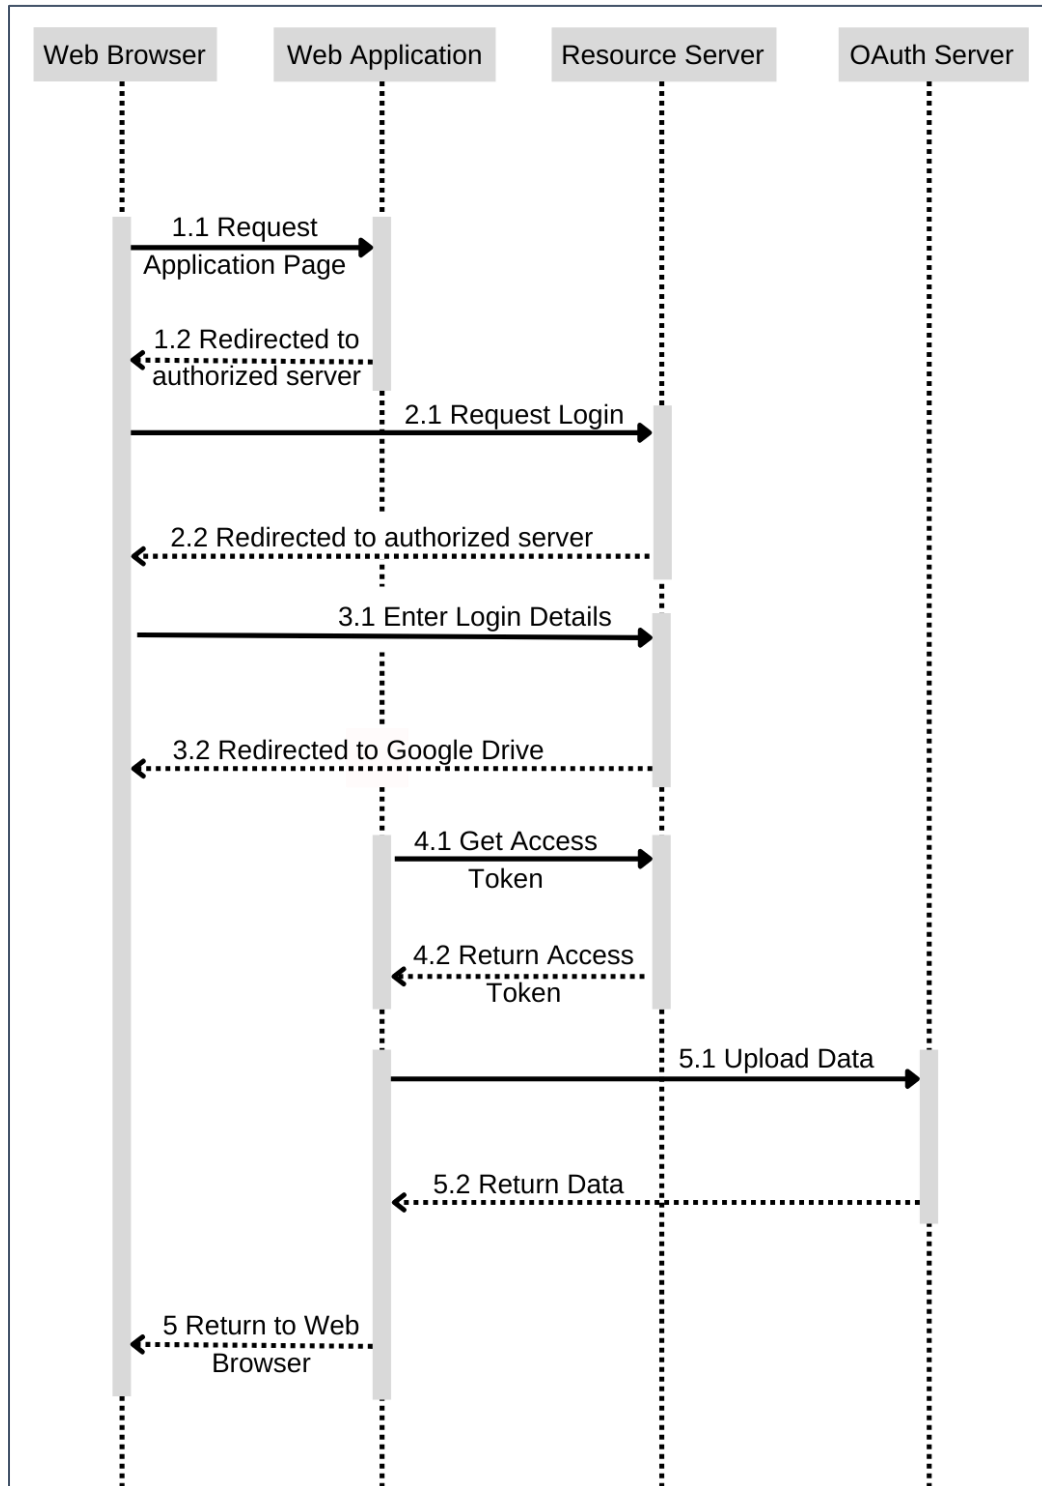 Web Browser
Web Application
Resource Server
OAuth Server
1.1 Request
Application Page
1.2 Redirected to
authorized server
2.1 Request Login
2.2 Redirected to authorized server
3.1 Enter Login Details
3.2 Redirected to Google Drive
4.1 Get Access
Token
4.2 Return Access
Token
5.1 Upload Data
5.2 Return Data
5 Return to Web
Browser